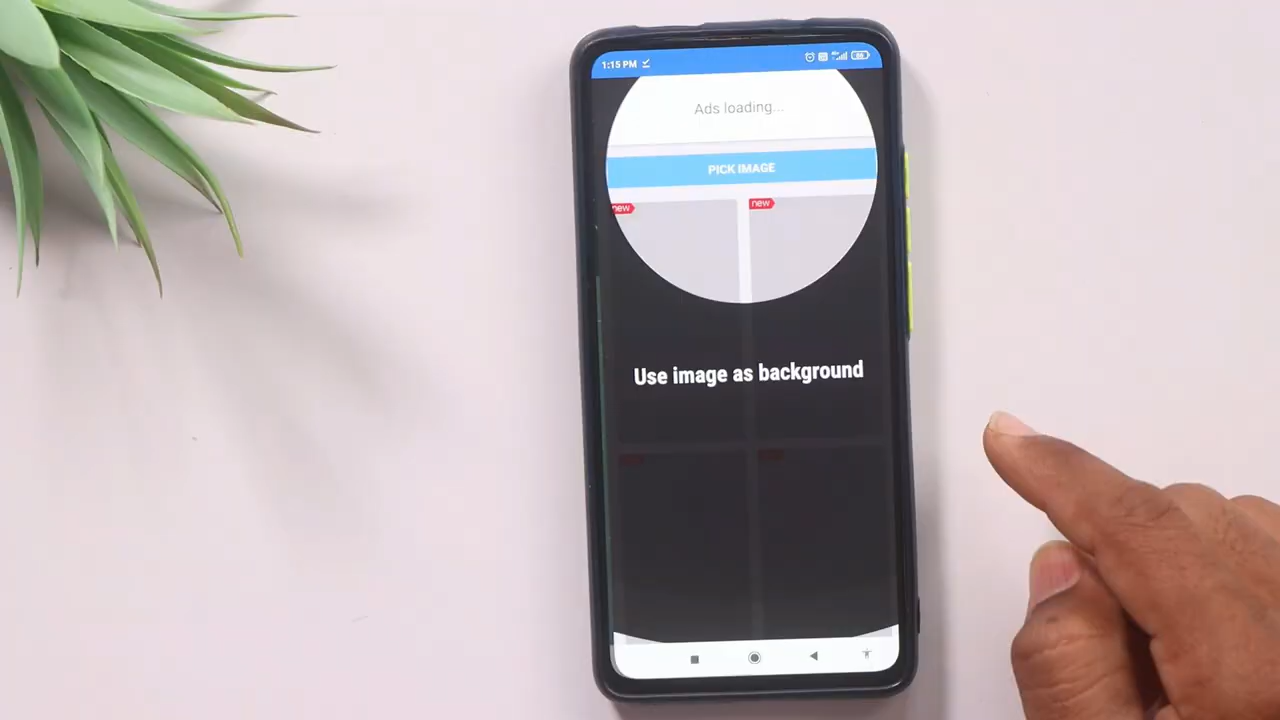 1:15 PM
Ads loading...
PICK IMAGE
new
new
Use image as background